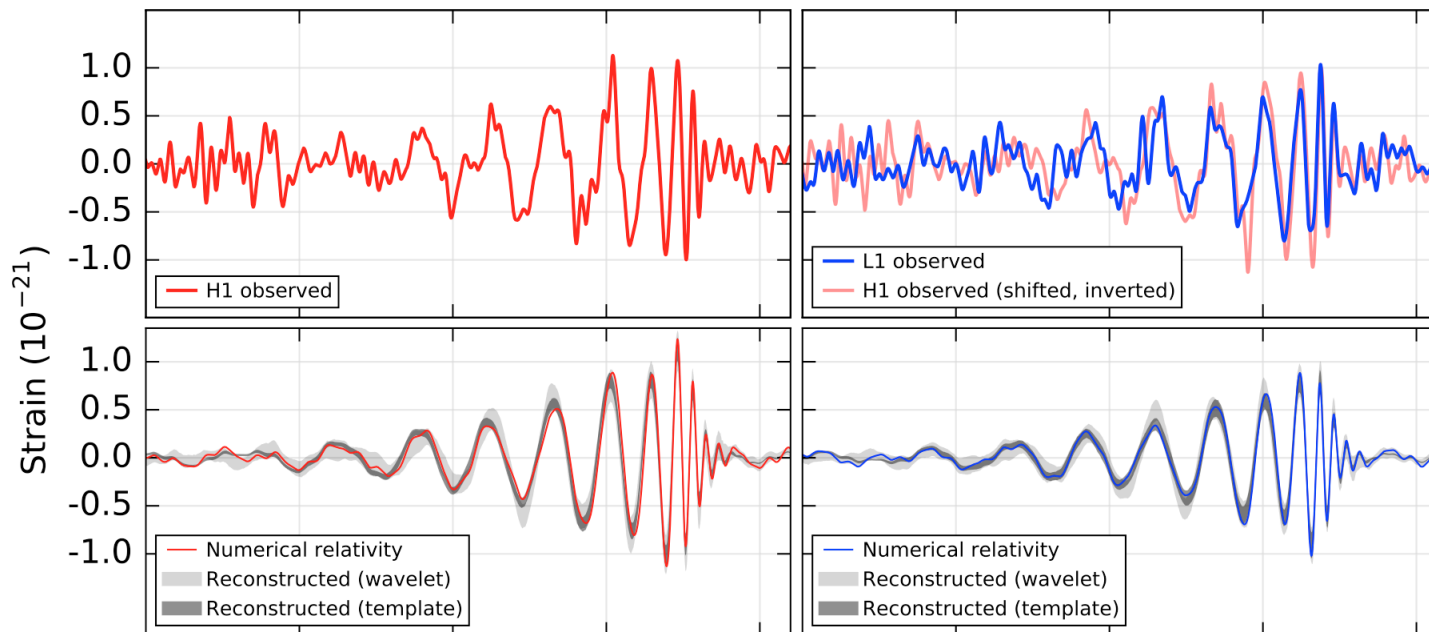 Strain (10⁻²¹)
1.0
0.5
0.0
-0.5
-1.0
H1 observed
L1 observed
H1 observed (shifted, inverted)
1.0
0.5
0.0
-0.5
-1.0
Numerical relativity
Reconstructed (wavelet)
Reconstructed (template)
Numerical relativity
Reconstructed (wavelet)
Reconstructed (template)